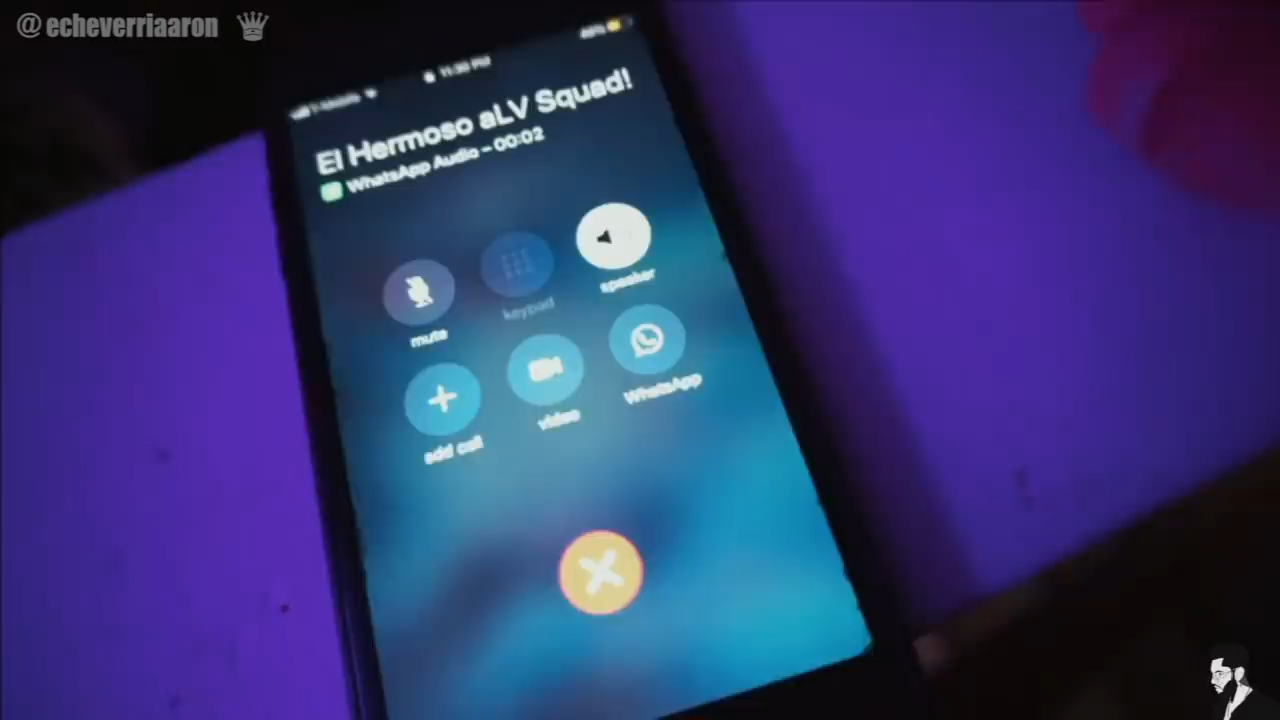 @echeverriaaron
El Hermoso aLV Squad!
WhatsApp Audio – 00:02
mute
keypad
speaker
add call
video
WhatsApp